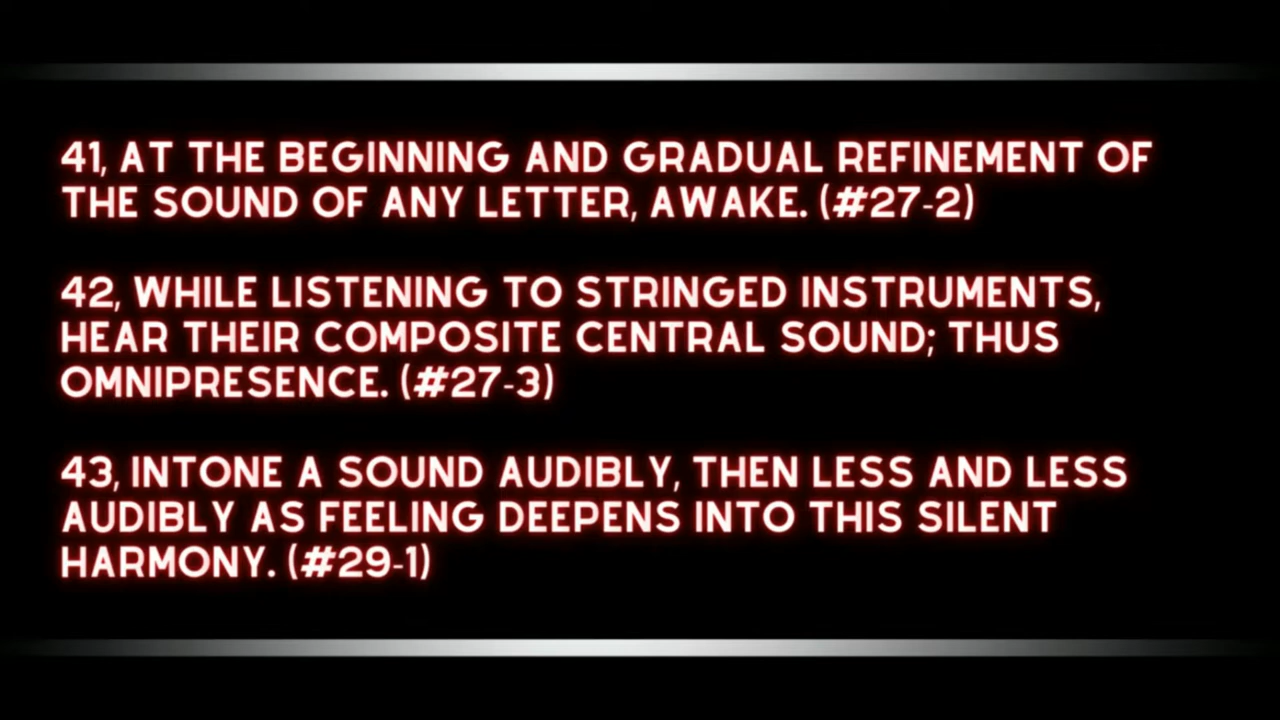 41, AT THE BEGINNING AND GRADUAL REFINEMENT OF
THE SOUND OF ANY LETTER, AWAKE. (#27-2)
42, WHILE LISTENING TO STRINGED INSTRUMENTS,
HEAR THEIR COMPOSITE CENTRAL SOUND; THUS
OMNIPRESENCE. (#27-3)
43, INTONE A SOUND AUDIBLY, THEN LESS AND LESS
AUDIBLY AS FEELING DEEPENS INTO THIS SILENT
HARMONY. (#29-1)